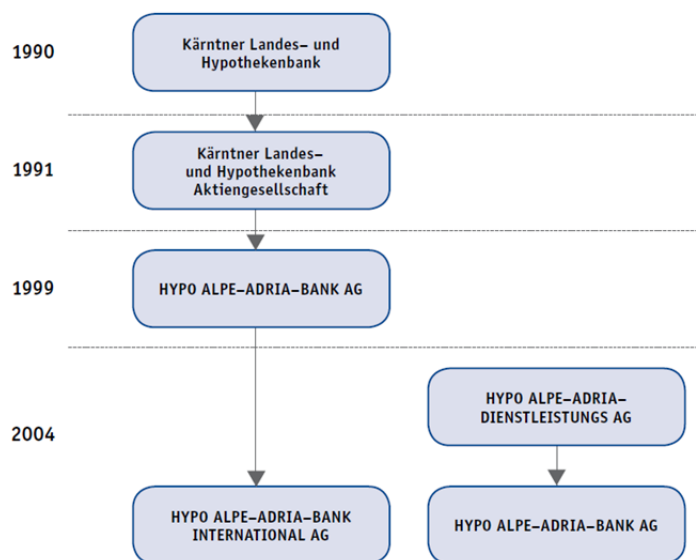 1990
Kärntner Landes- und
Hypothekenbank
1991
Kärntner Landes-
und Hypothekenbank
Aktiengesellschaft
1999
HYPO ALPE-ADRIA-BANK AG
2004
HYPO ALPE-ADRIA-
DIENSTLEISTUNGS AG
HYPO ALPE-ADRIA-BANK
INTERNATIONAL AG
HYPO ALPE-ADRIA-BANK AG